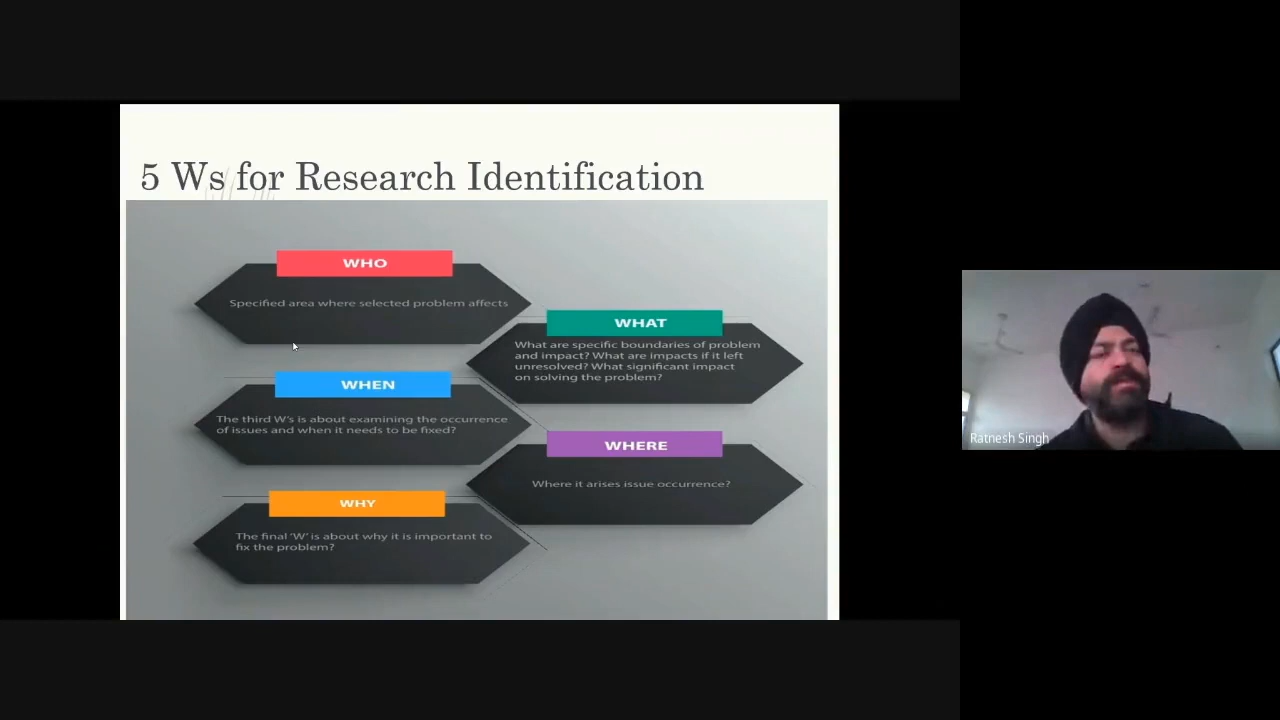 5 Ws for Research Identification
WHO
Specified area where selected problem affects
WHAT
What are specific boundaries of problem
and impact? What are impacts if it left
unresolved? What significant impact
on solving the problem?
WHEN
The third W's is about examining the occurrence
of issues and when it needs to be fixed?
WHERE
Where it arises issue occurrence?
WHY
The final 'W' is about why it is important to
fix the problem?
Ratnesh Singh